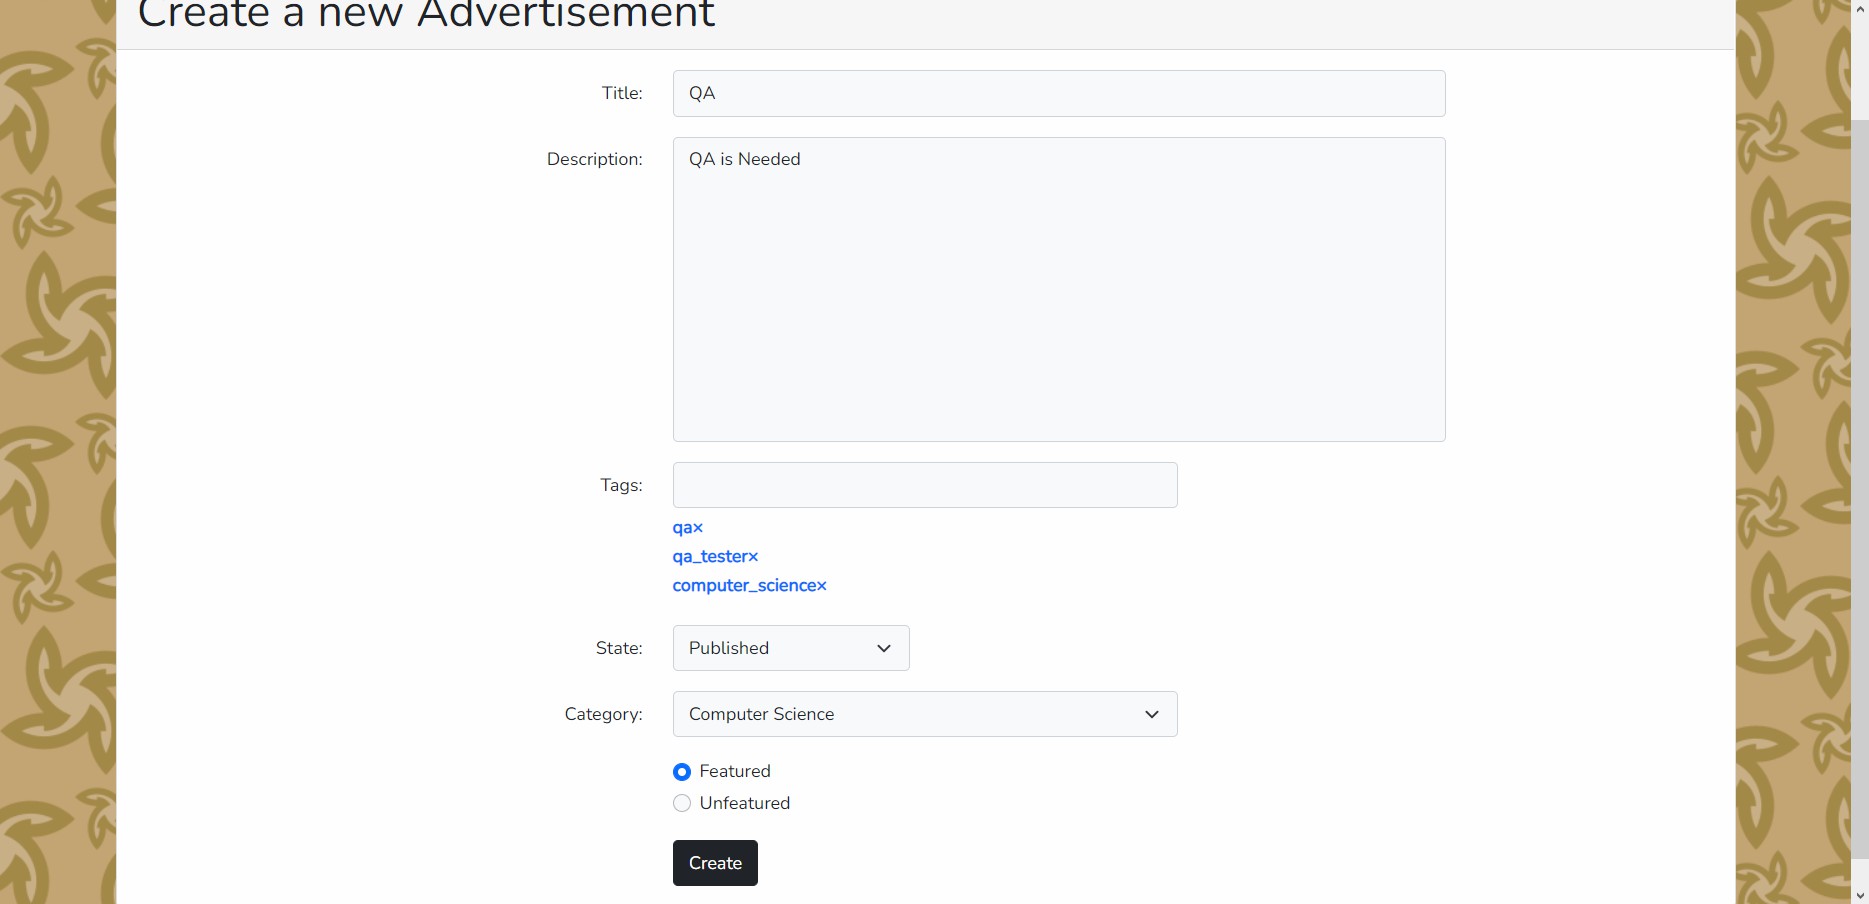 Create a new Advertisement
Title:
QA
Description:
QA is Needed
Tags:
qa×
qa_tester×
computer_science×
State:
Published
Category:
Computer Science
Featured
Unfeatured
Create